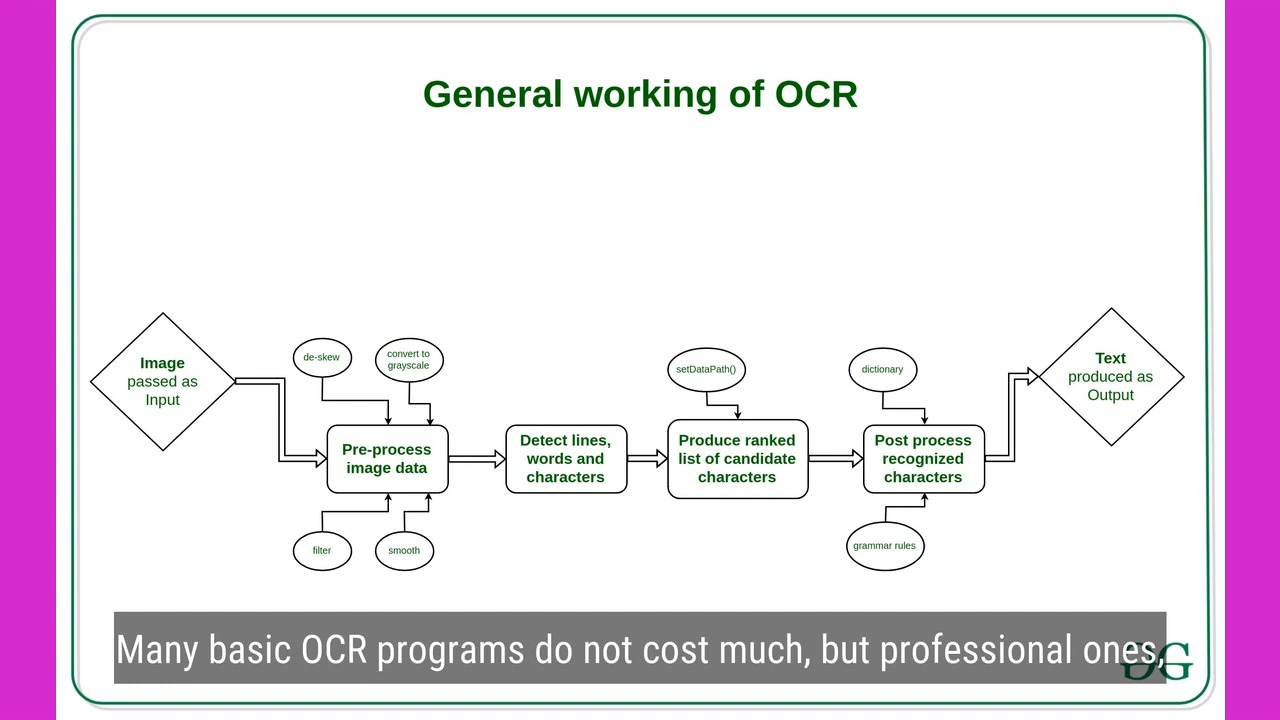 General working of OCR
Image
passed as
Input
de-skew
convert to
grayscale
Pre-process
image data
filter
smooth
Detect lines,
words and
characters
setDataPath()
Produce ranked
list of candidate
characters
dictionary
Post process
recognized
characters
grammar rules
Text
produced as
Output
Many basic OCR programs do not cost much, but professional ones,